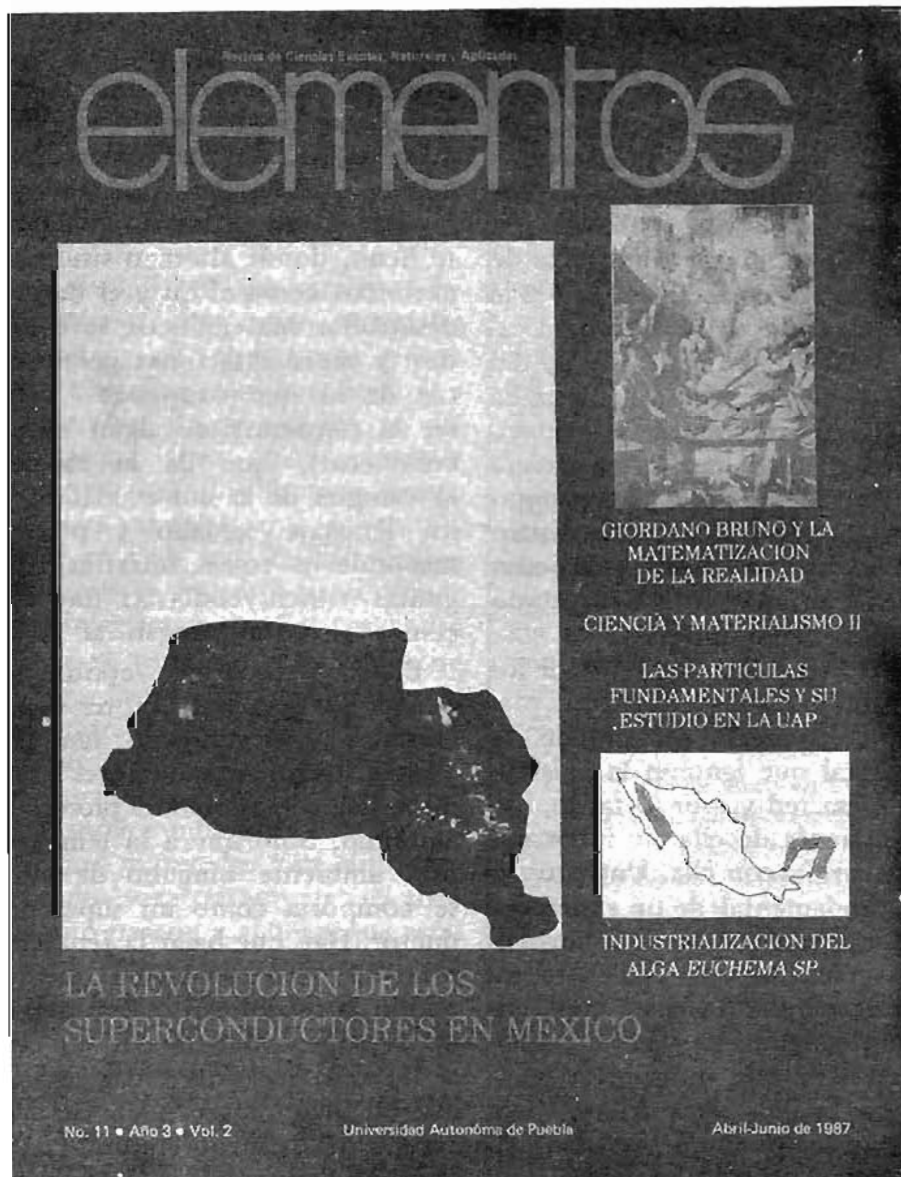 Revista de Ciencias Exactas, Naturales y Aplicadas
elementos
GIORDANO BRUNO Y LA
MATEMATIZACION
DE LA REALIDAD
CIENCIA Y MATERIALISMO II
LAS PARTICULAS
FUNDAMENTALES Y SU
ESTUDIO EN LA UAP
INDUSTRIALIZACION DEL
ALGA EUCHEMA SP.
LA REVOLUCION DE LOS
SUPERCONDUCTORES EN MEXICO
No. 11 • Año 3 • Vol. 2
Universidad Autonóma de Puebla
Abril-Junio de 1987